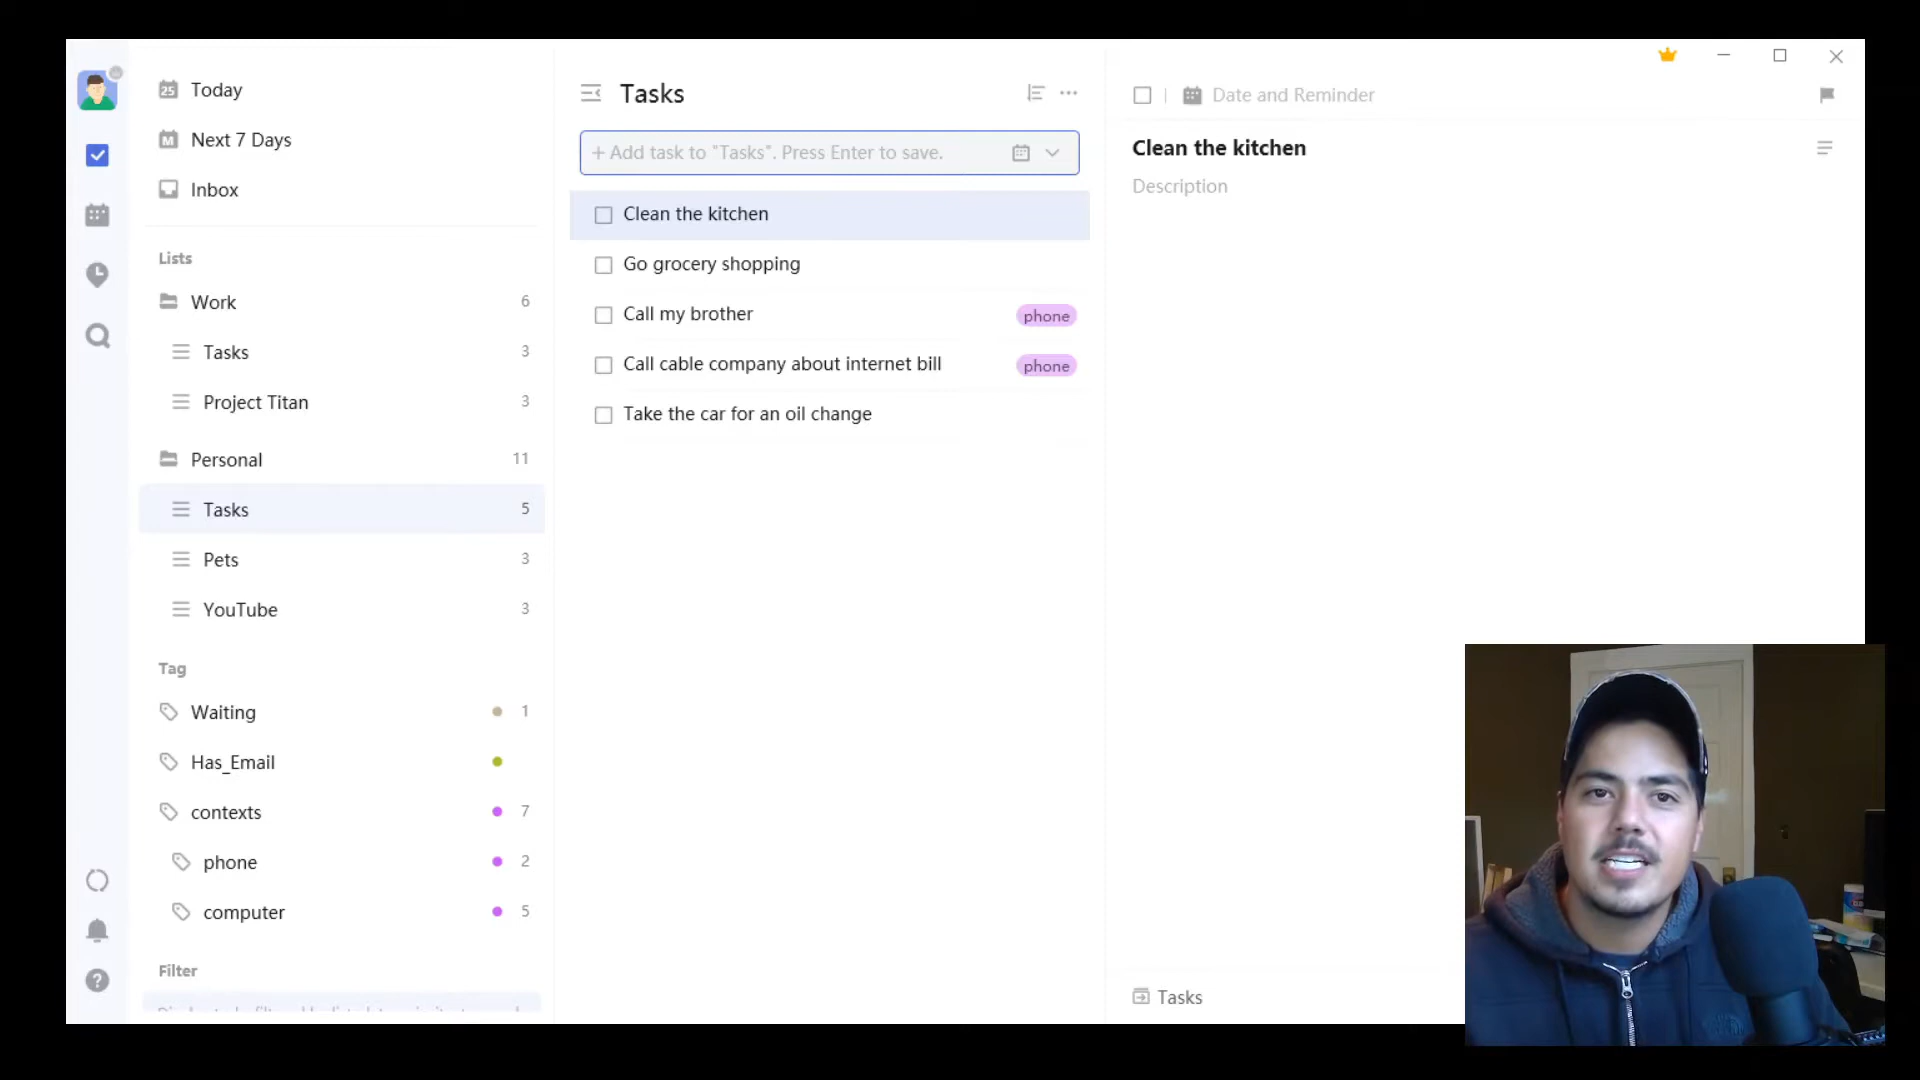 25 Today
M Next 7 Days
Inbox
Lists
Work 6
Tasks 3
Project Titan 3
Personal 11
Tasks 5
Pets 3
YouTube 3
Tag
Waiting 1
Has_Email
contexts 7
phone 2
computer 5
Filter
Tasks
+ Add task to "Tasks". Press Enter to save.
Clean the kitchen
Go grocery shopping
Call my brother phone
Call cable company about internet bill phone
Take the car for an oil change
Date and Reminder
Clean the kitchen
Description
Tasks